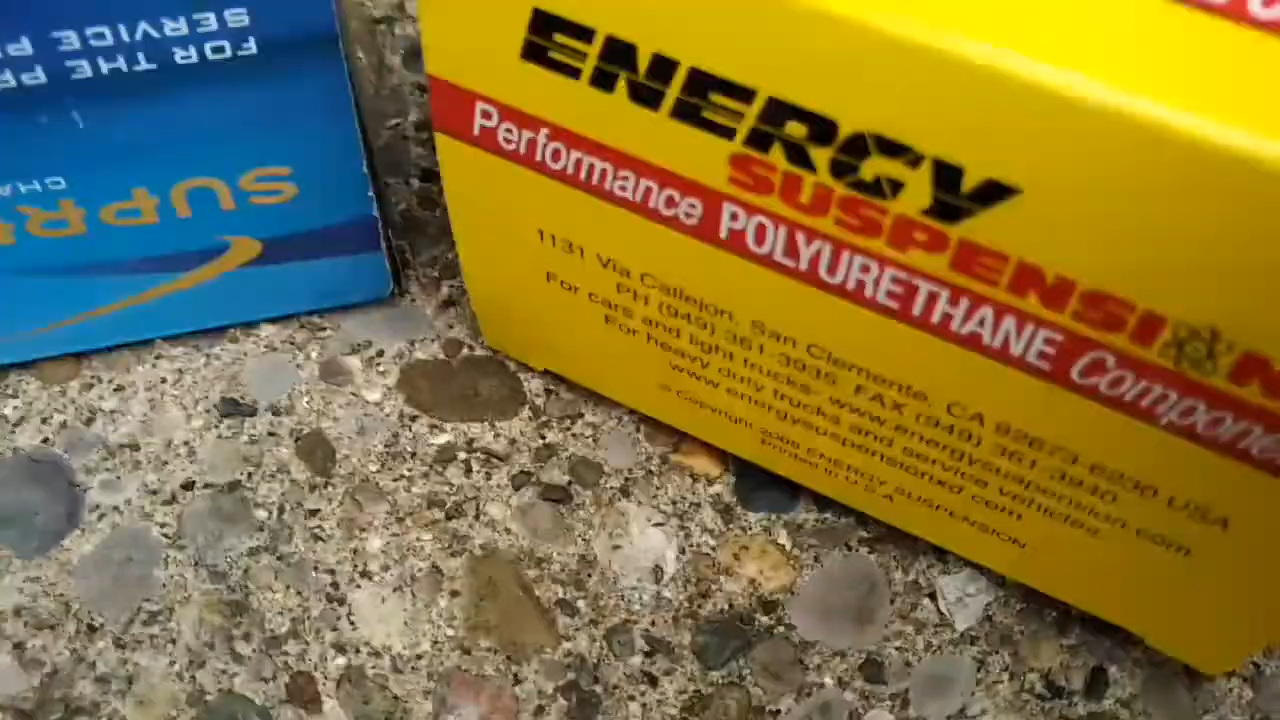 FOR THE
SERVICE
SUPR
CHA
ENERGY
SUSPENSION
Performance POLYURETHANE Compone
1131 Via Callejon, San Clemente, CA 92673-6230 USA
PH (949) 361-3935 FAX (949) 361-3940
For cars and light trucks- www.energysuspension.com
For heavy duty trucks and service vehicles.
www.energysuspensionxd.com
© Copyright 2008 ENERGY SUSPENSION
Printed in U.S.A.